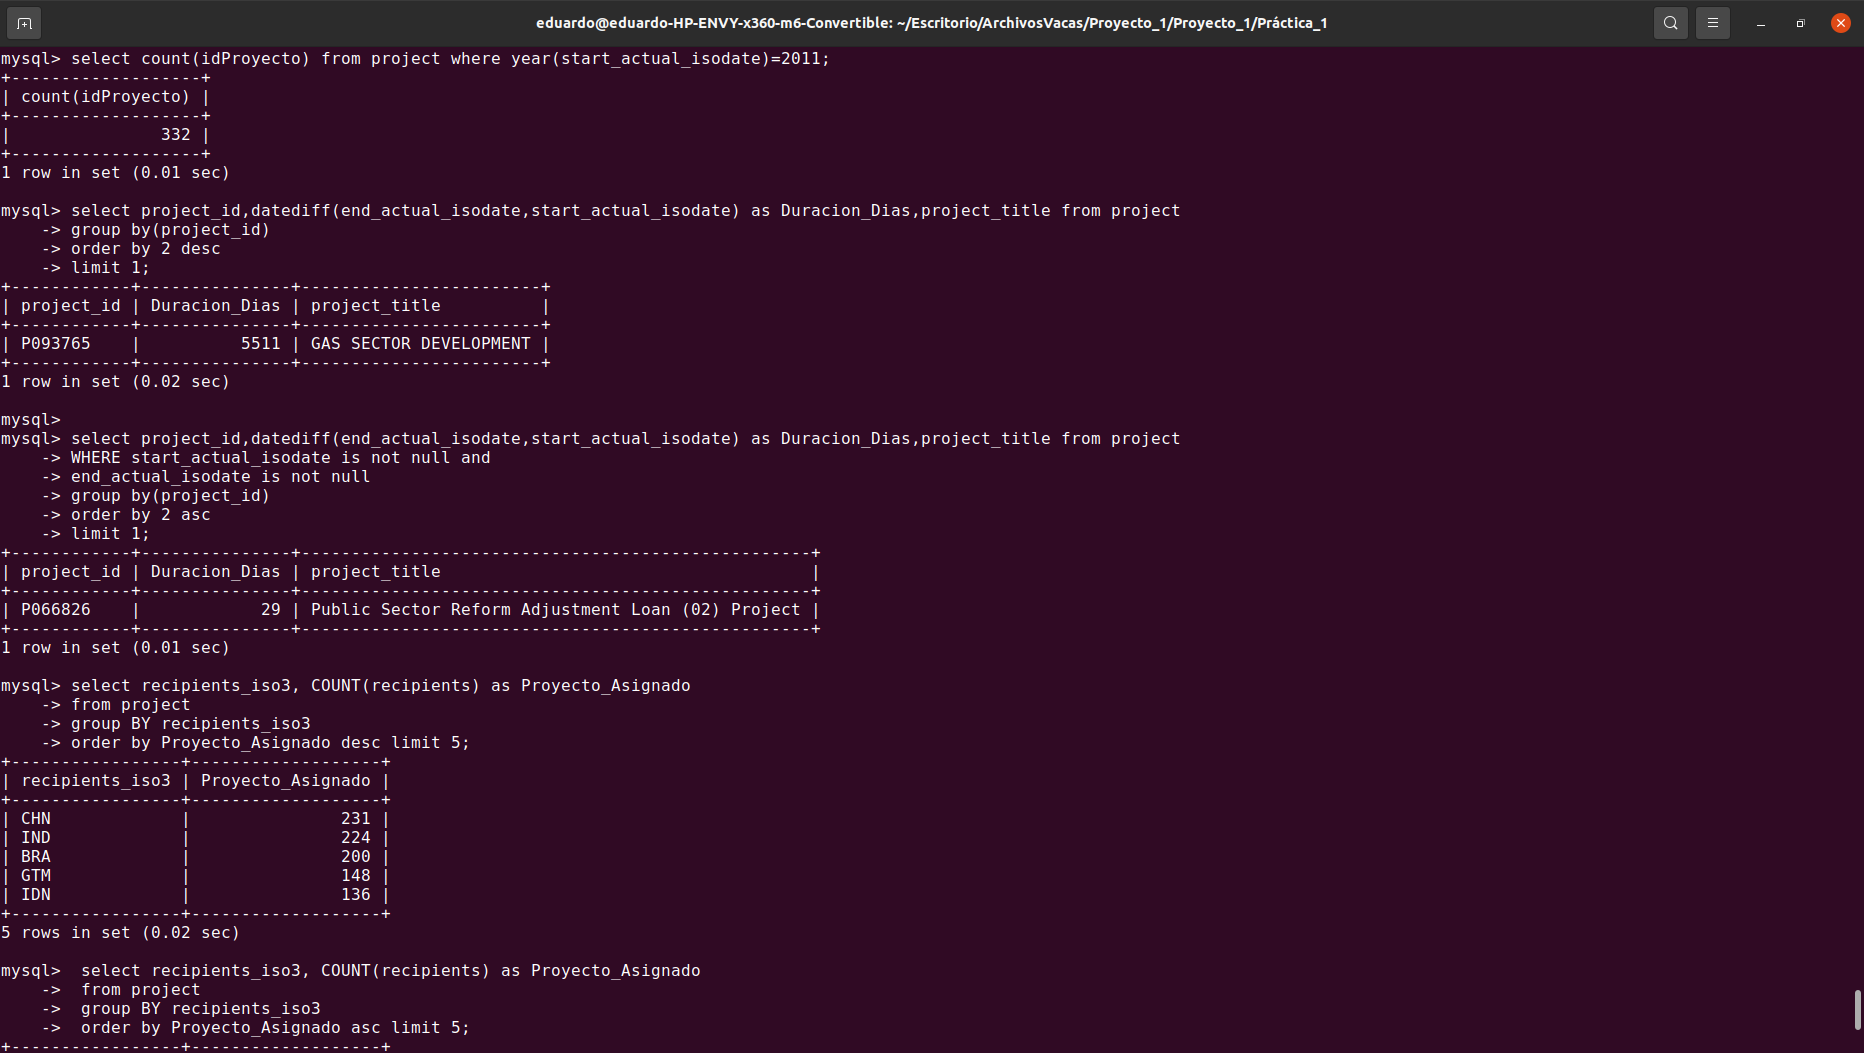 eduardo@eduardo-HP-ENVY-x360-m6-Convertible: ~/Escritorio/ArchivosVacas/Proyecto_1/Proyecto_1/Práctica_1
mysql> select count(idProyecto) from project where year(start_actual_isodate)=2011;
+-------------------+
| count(idProyecto) |
+-------------------+
|               332 |
+-------------------+
1 row in set (0.01 sec)
mysql> select project_id,datediff(end_actual_isodate,start_actual_isodate) as Duracion_Dias,project_title from project
    -> group by(project_id)
    -> order by 2 desc
    -> limit 1;
+------------+---------------+------------------------+
| project_id | Duracion_Dias | project_title          |
+------------+---------------+------------------------+
| P093765    |          5511 | GAS SECTOR DEVELOPMENT |
+------------+---------------+------------------------+
1 row in set (0.02 sec)
mysql>
mysql> select project_id,datediff(end_actual_isodate,start_actual_isodate) as Duracion_Dias,project_title from project
    -> WHERE start_actual_isodate is not null and
    -> end_actual_isodate is not null
    -> group by(project_id)
    -> order by 2 asc
    -> limit 1;
+------------+---------------+---------------------------------------------------+
| project_id | Duracion_Dias | project_title                                     |
+------------+---------------+---------------------------------------------------+
| P066826    |            29 | Public Sector Reform Adjustment Loan (02) Project |
+------------+---------------+---------------------------------------------------+
1 row in set (0.01 sec)
mysql> select recipients_iso3, COUNT(recipients) as Proyecto_Asignado
    -> from project
    -> group BY recipients_iso3
    -> order by Proyecto_Asignado desc limit 5;
+-----------------+-------------------+
| recipients_iso3 | Proyecto_Asignado |
+-----------------+-------------------+
| CHN             |               231 |
| IND             |               224 |
| BRA             |               200 |
| GTM             |               148 |
| IDN             |               136 |
+-----------------+-------------------+
5 rows in set (0.02 sec)
mysql>  select recipients_iso3, COUNT(recipients) as Proyecto_Asignado
    ->  from project
    ->  group BY recipients_iso3
    ->  order by Proyecto_Asignado asc limit 5;
+-----------------+-------------------+